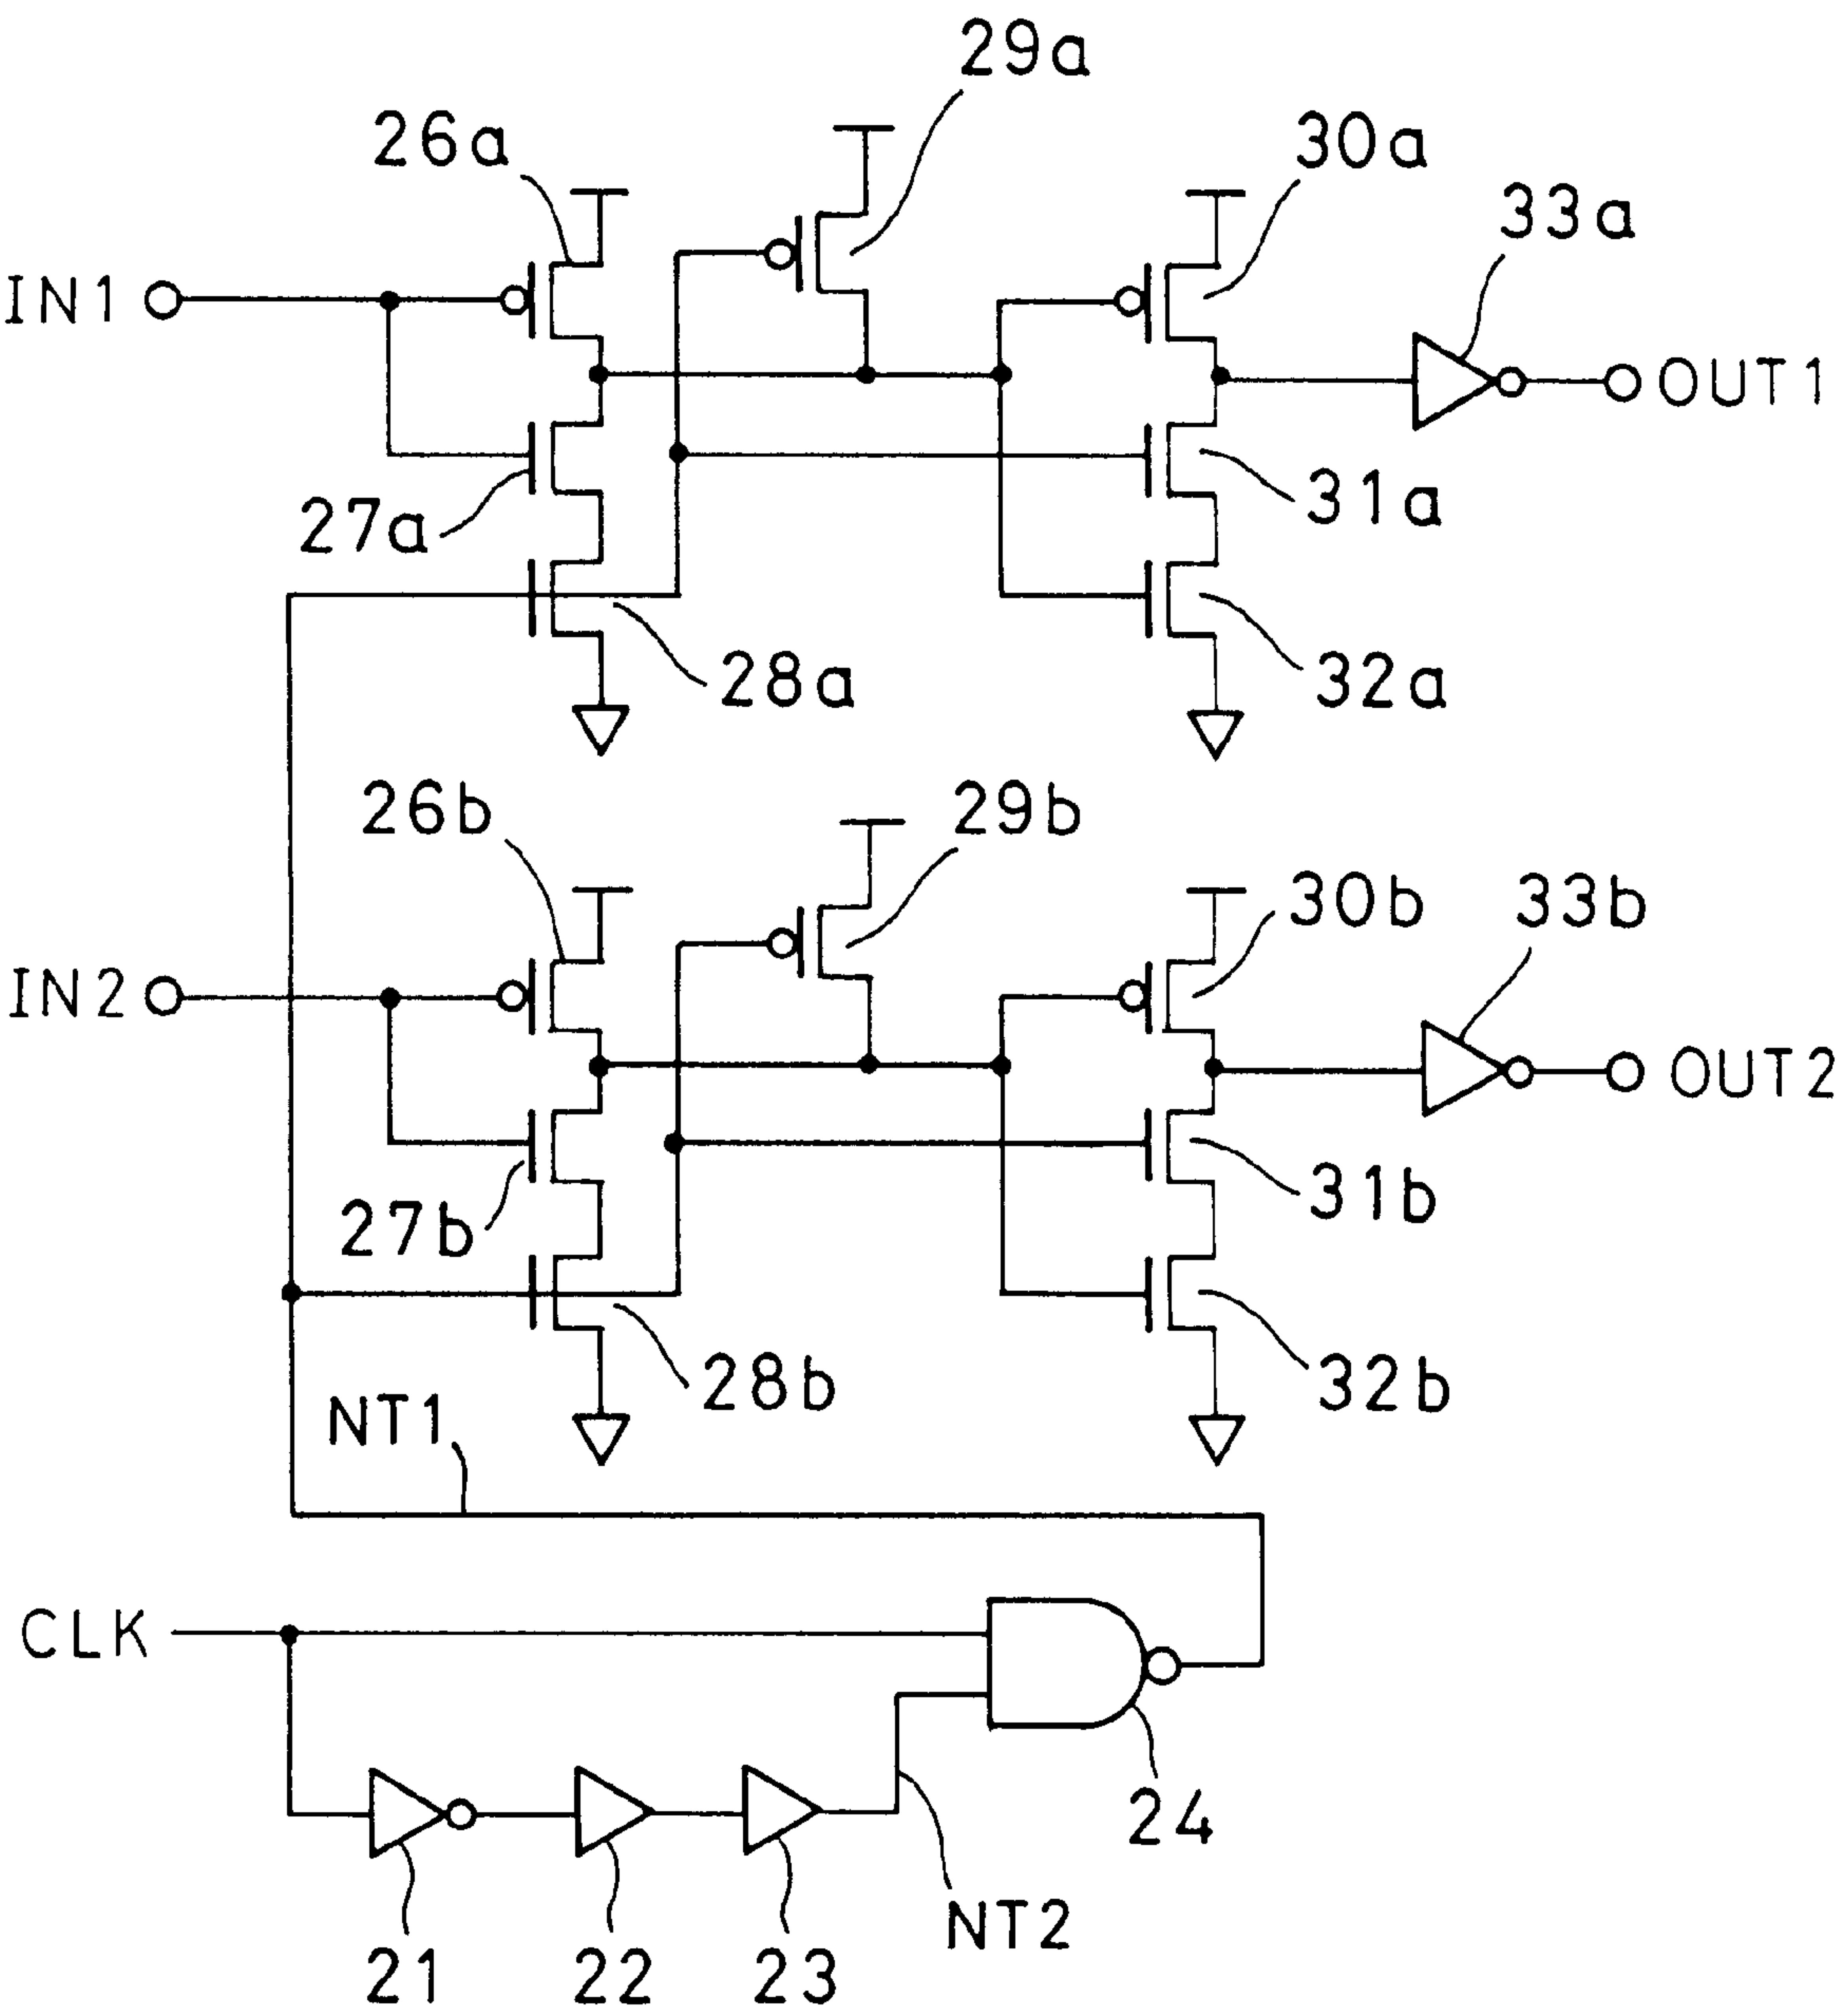 29a
26a
30a
33a
IN1
OUT1
27a
31a
28a
32a
26b
29b
30b
33b
IN2
OUT2
27b
31b
28b
32b
NT1
CLK
24
NT2
21
22
23